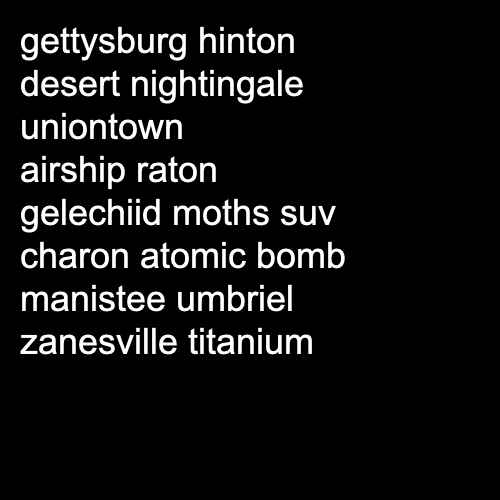 gettysburg hinton
desert nightingale
uniontown
airship raton
gelechiid moths suv
charon atomic bomb
manistee umbriel
zanesville titanium